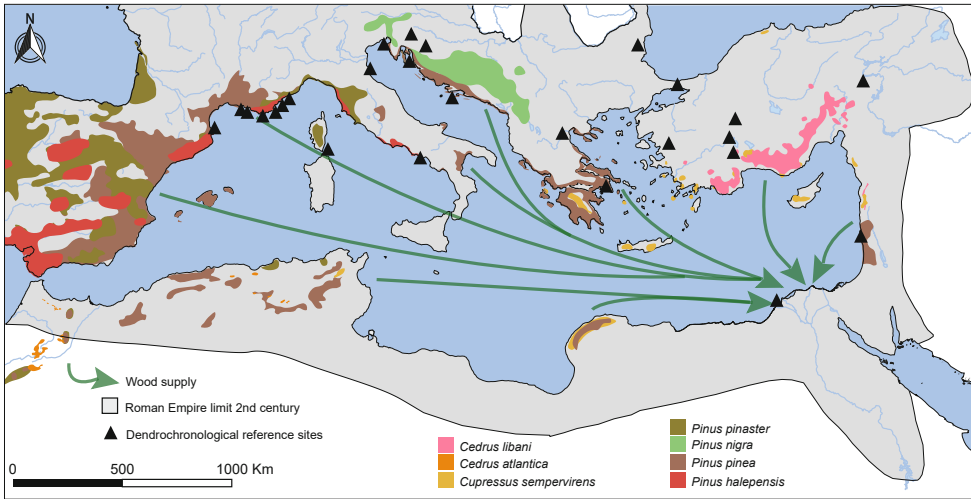 N
Wood supply
Roman Empire limit 2nd century
Dendrochronological reference sites
0 500 1000 Km
Cedrus libani
Cedrus atlantica
Cupressus sempervirens
Pinus pinaster
Pinus nigra
Pinus pinea
Pinus halepensis